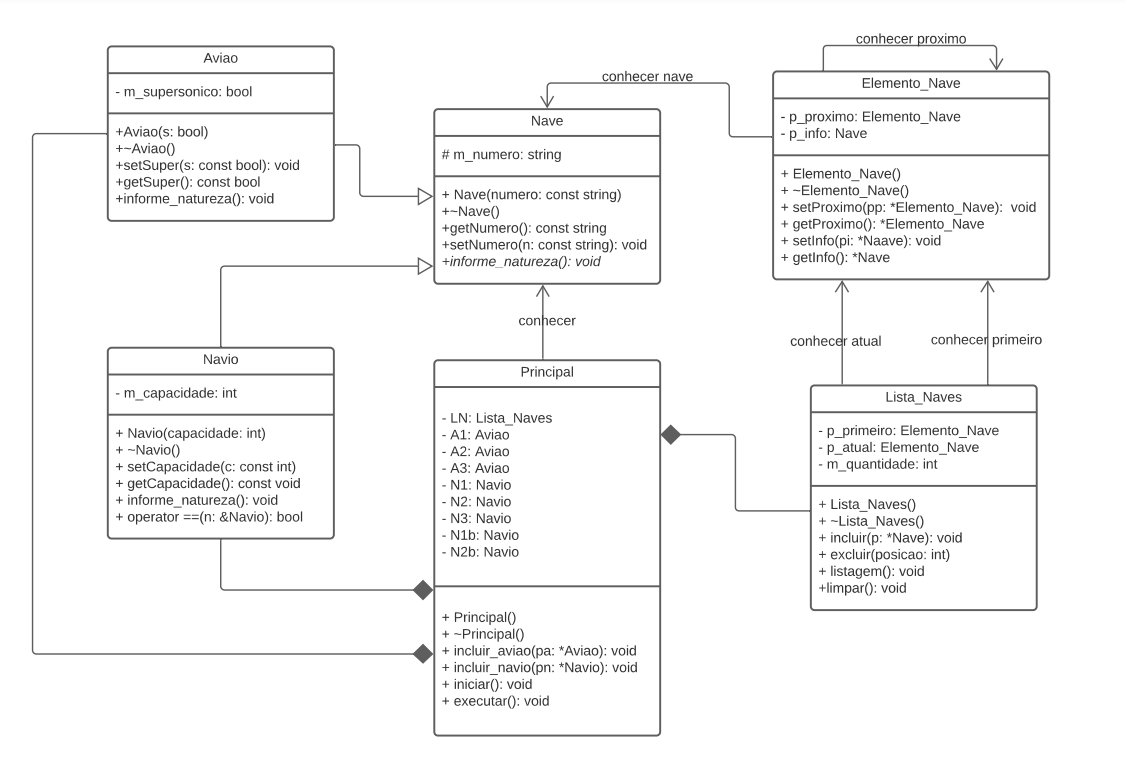 Aviao
- m_supersonico: bool
+Aviao(s: bool)
+~Aviao()
+setSuper(s: const bool): void
+getSuper(): const bool
+informe_natureza(): void
conhecer nave
Nave
# m_numero: string
+ Nave(numero: const string)
+~Nave()
+getNumero(): const string
+setNumero(n: const string): void
+informe_natureza(): void
conhecer proximo
Elemento_Nave
- p_proximo: Elemento_Nave
- p_info: Nave
+ Elemento_Nave()
+ ~Elemento_Nave()
+ setProximo(pp: *Elemento_Nave): void
+ getProximo(): *Elemento_Nave
+ setInfo(pi: *Naave): void
+ getInfo(): *Nave
conhecer
conhecer atual
conhecer primeiro
Navio
- m_capacidade: int
+ Navio(capacidade: int)
+ ~Navio()
+ setCapacidade(c: const int)
+ getCapacidade(): const void
+ informe_natureza(): void
+ operator ==(n: &Navio): bool
Principal
- LN: Lista_Naves
- A1: Aviao
- A2: Aviao
- A3: Aviao
- N1: Navio
- N2: Navio
- N3: Navio
- N1b: Navio
- N2b: Navio
+ Principal()
+ ~Principal()
+ incluir_aviao(pa: *Aviao): void
+ incluir_navio(pn: *Navio): void
+ iniciar(): void
+ executar(): void
Lista_Naves
- p_primeiro: Elemento_Nave
- p_atual: Elemento_Nave
- m_quantidade: int
+ Lista_Naves()
+ ~Lista_Naves()
+ incluir(p: *Nave): void
+ excluir(posicao: int)
+ listagem(): void
+limpar(): void